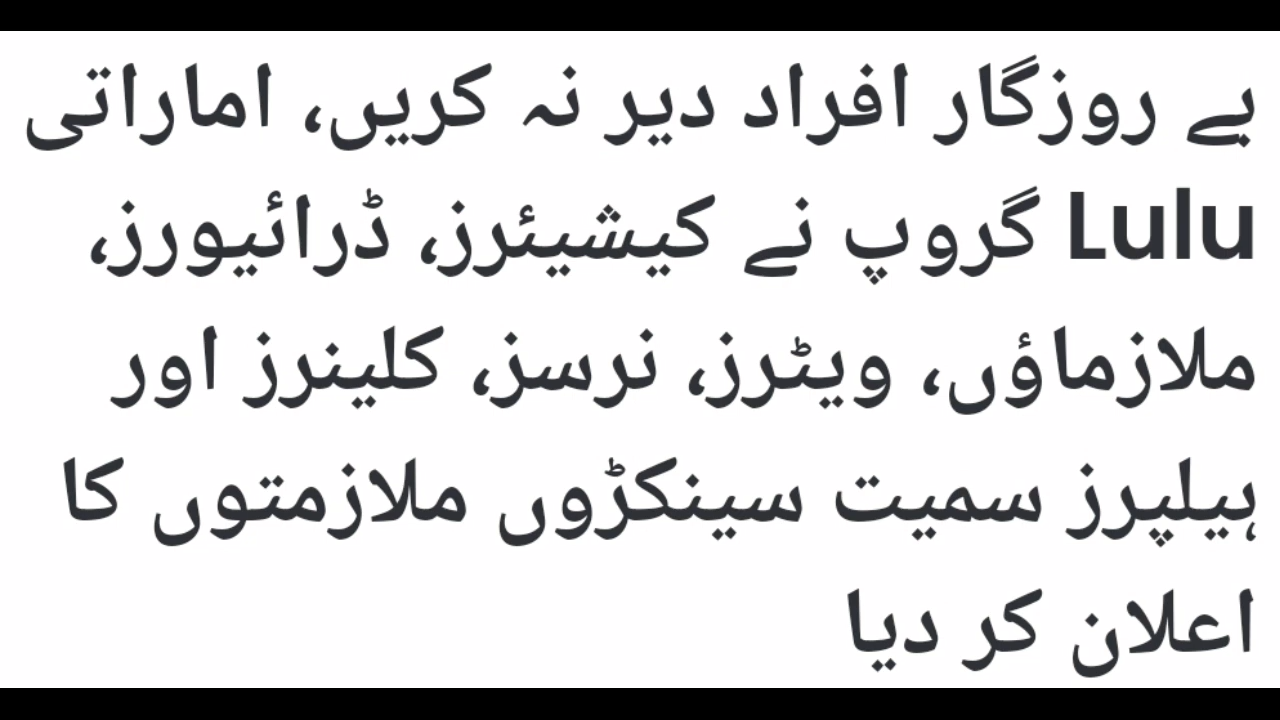 بے روزگار افراد دیر نہ کریں، اماراتی
Lulu گروپ نے کیشیئرز، ڈرائیورز،
ملازماؤں، ویٹرز، نرسز، کلینرز اور
ہیلپرز سمیت سینکڑوں ملازمتوں کا
اعلان کر دیا